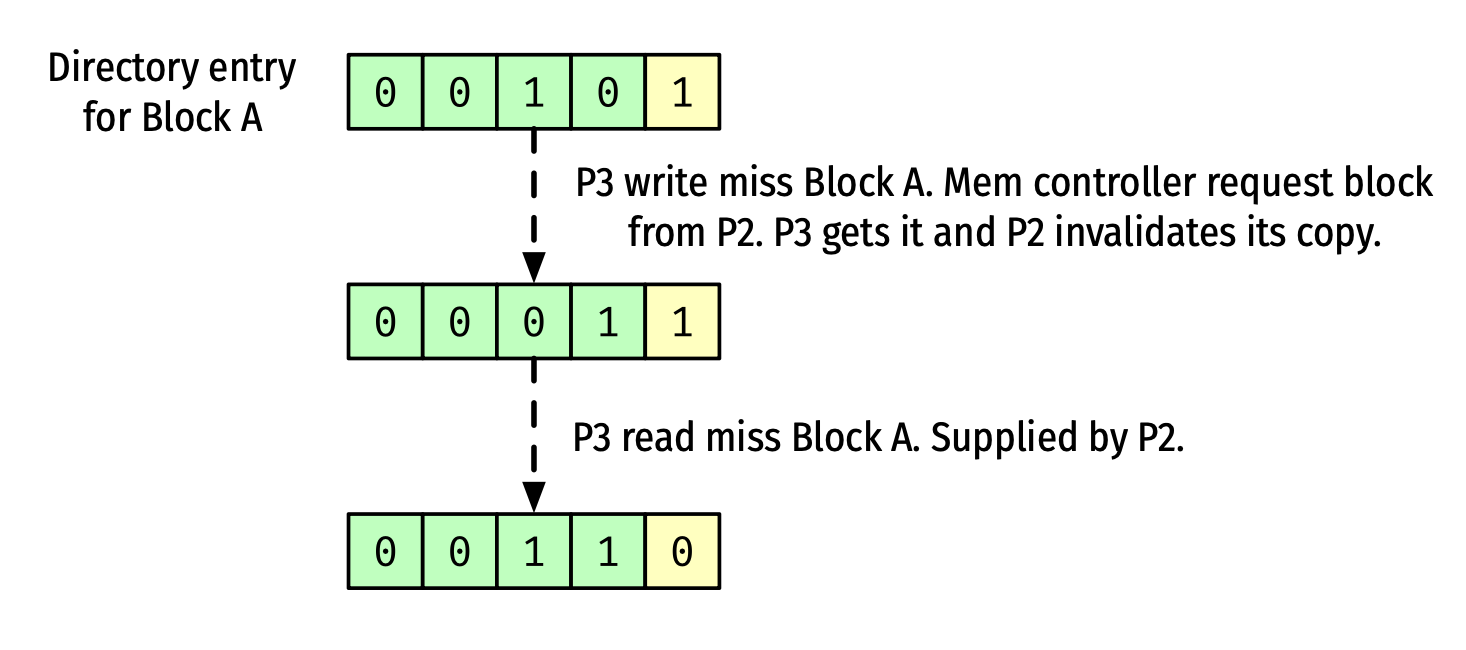 Directory entry
for Block A
0 0 1 0 1
P3 write miss Block A. Mem controller request block
from P2. P3 gets it and P2 invalidates its copy.
0 0 0 1 1
P3 read miss Block A. Supplied by P2.
0 0 1 1 0